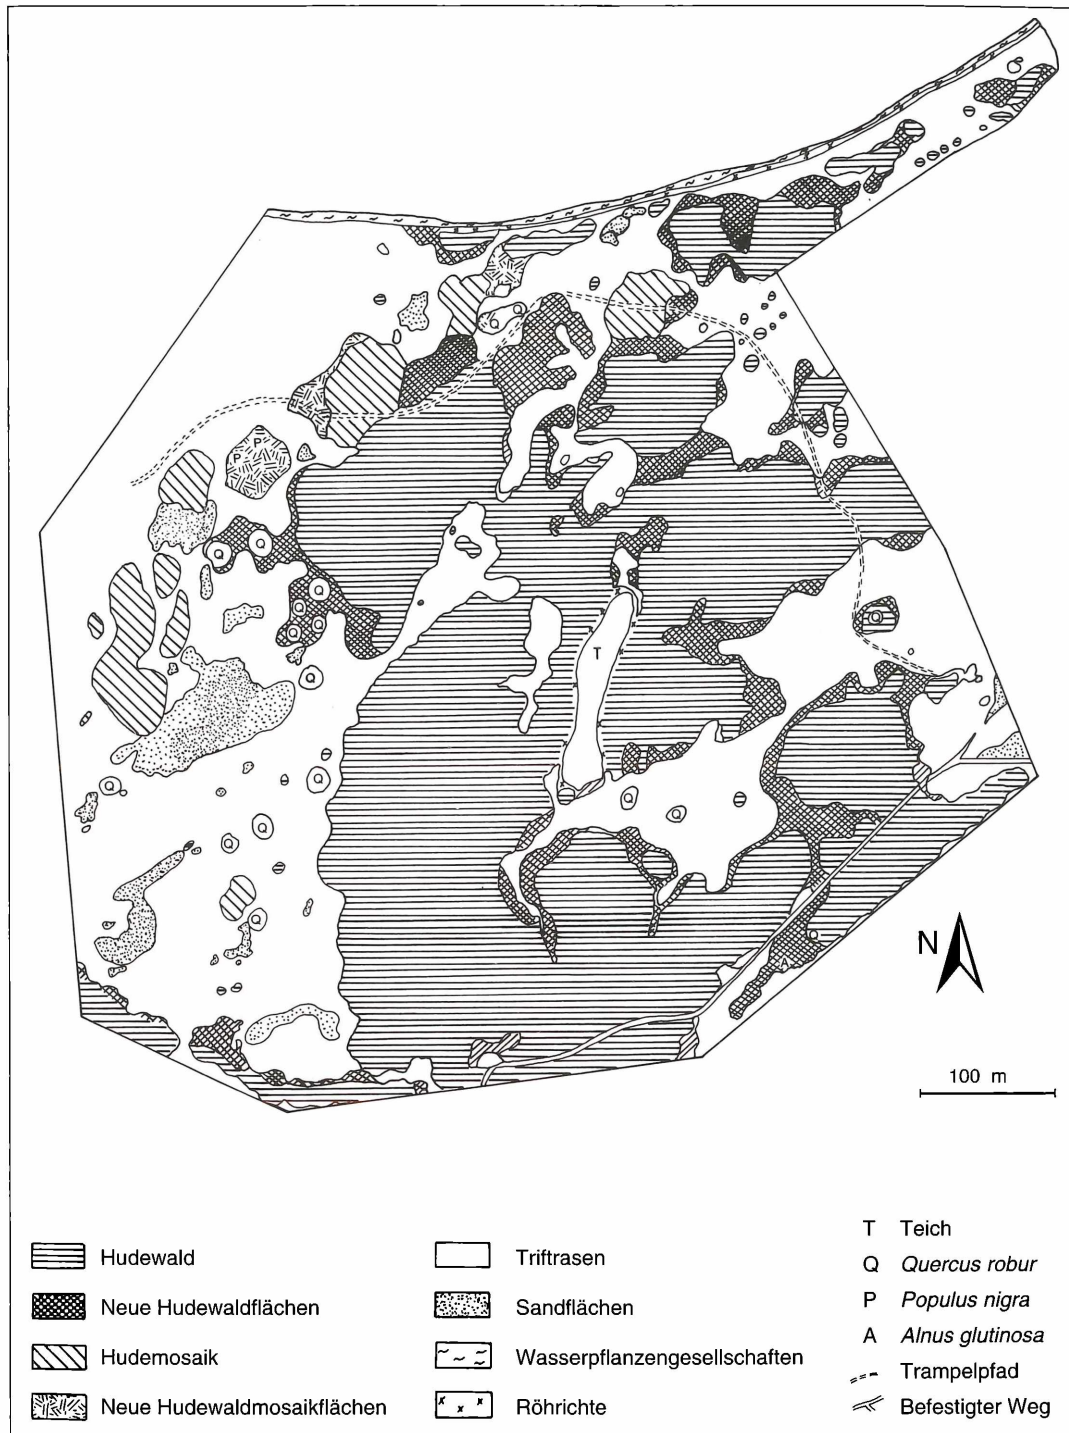 P
P
Q
Q
Q
Q
Q
Q
Q
Q
Q
T
Q
Q
Q
Q
Q
Q
Q
Q
Q
Q
A
N
100 m
Hudewald
Neue Hudewaldflächen
Hudemosaik
Neue Hudewaldmosaikflächen
Triftrasen
Sandflächen
Wasserpflanzengesellschaften
Röhrichte
T Teich
Q Quercus robur
P Populus nigra
A Alnus glutinosa
Trampelpfad
Befestigter Weg